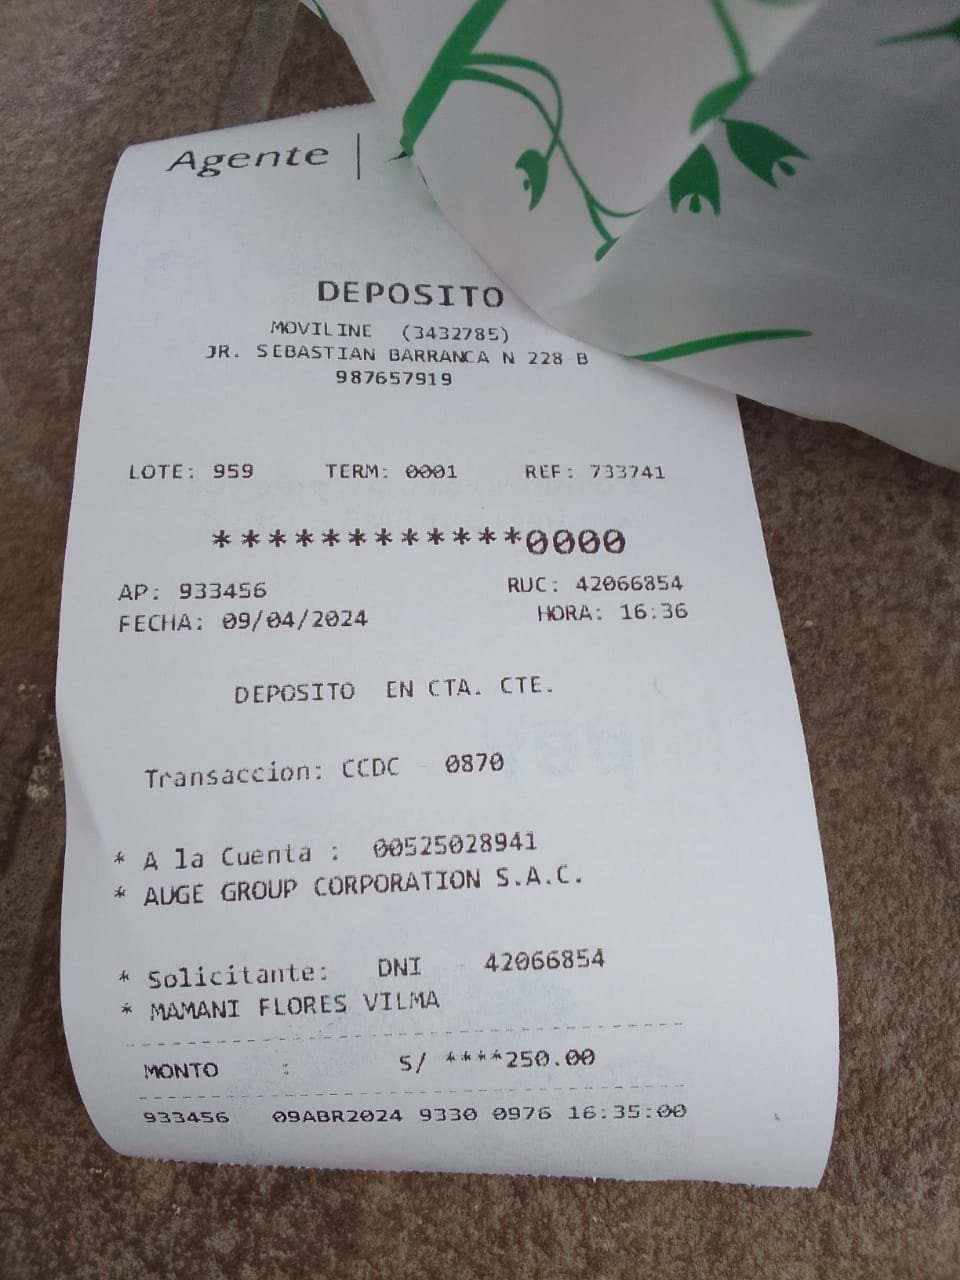 Agente |
DEPOSITO
MOVILINE (3432785)
JR. SEBASTIAN BARRANCA N 228 B
987657919
LOTE: 959 TERM: 0001 REF: 733741
************0000
AP: 933456 RUC: 42066854
FECHA: 09/04/2024 HORA: 16:36
DEPOSITO EN CTA. CTE.
Transaccion: CCDC - 0870
* A la Cuenta : 00525028941
* AUGE GROUP CORPORATION S.A.C.
* Solicitante: DNI - 42066854
* MAMANI FLORES VILMA
MONTO : S/ ****250.00
933456 09ABR2024 9330 0976 16:35:00